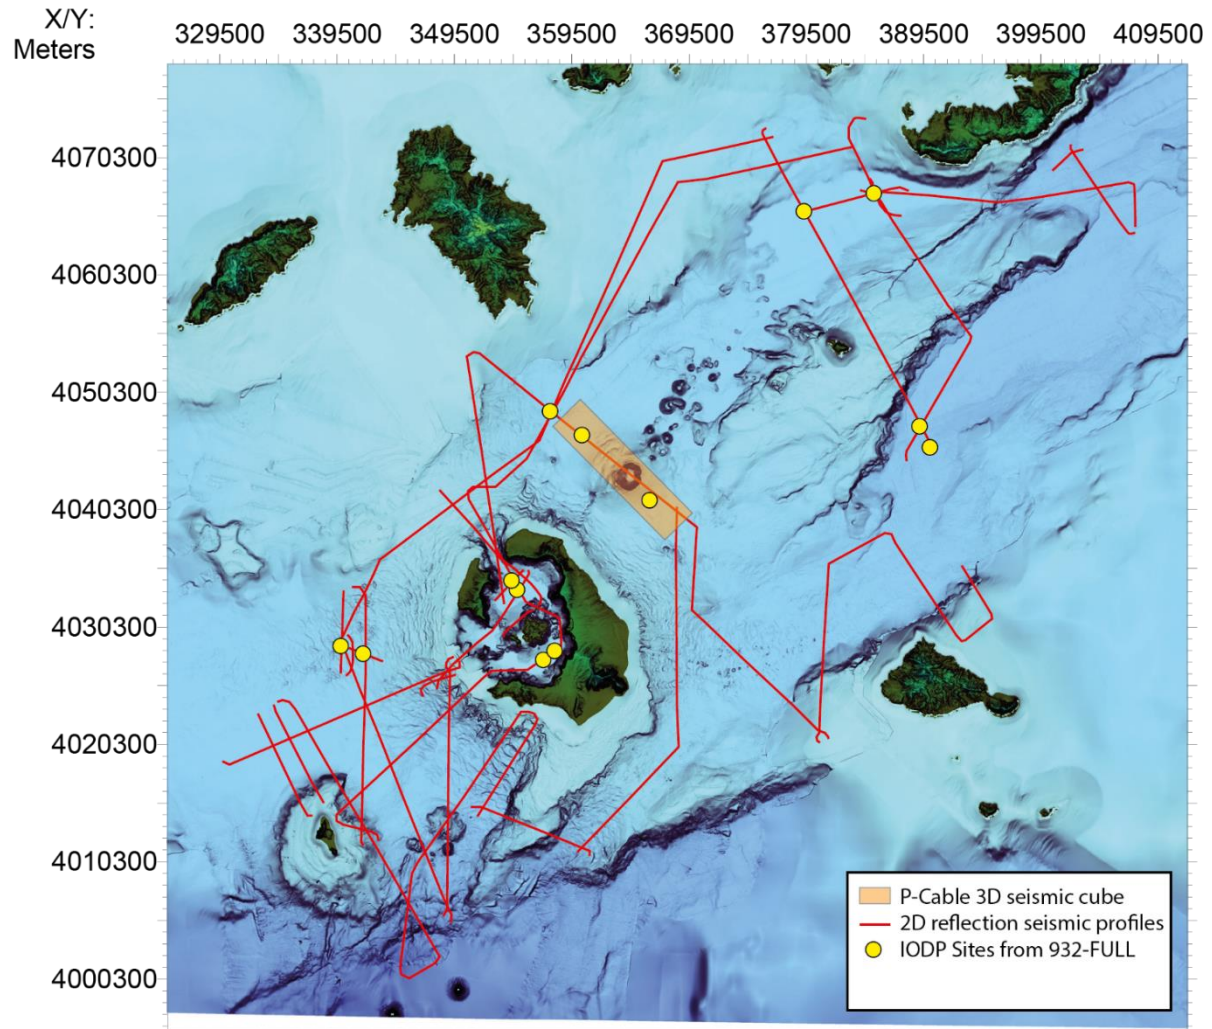 X/Y:
Meters
329500 339500 349500 359500 369500 379500 389500 399500 409500
4070300
4060300
4050300
4040300
4030300
4020300
4010300
4000300
P-Cable 3D seismic cube
2D reflection seismic profiles
IODP Sites from 932-FULL